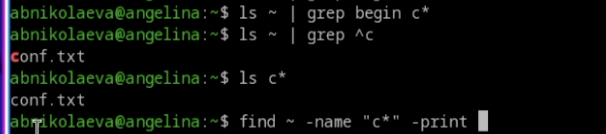 abnikolaeva@angelina:~$ ls ~ | grep begin c*
abnikolaeva@angelina:~$ ls ~ | grep ^c
conf.txt
abnikolaeva@angelina:~$ ls c*
conf.txt
abnikolaeva@angelina:~$ find ~ -name "c*" -print